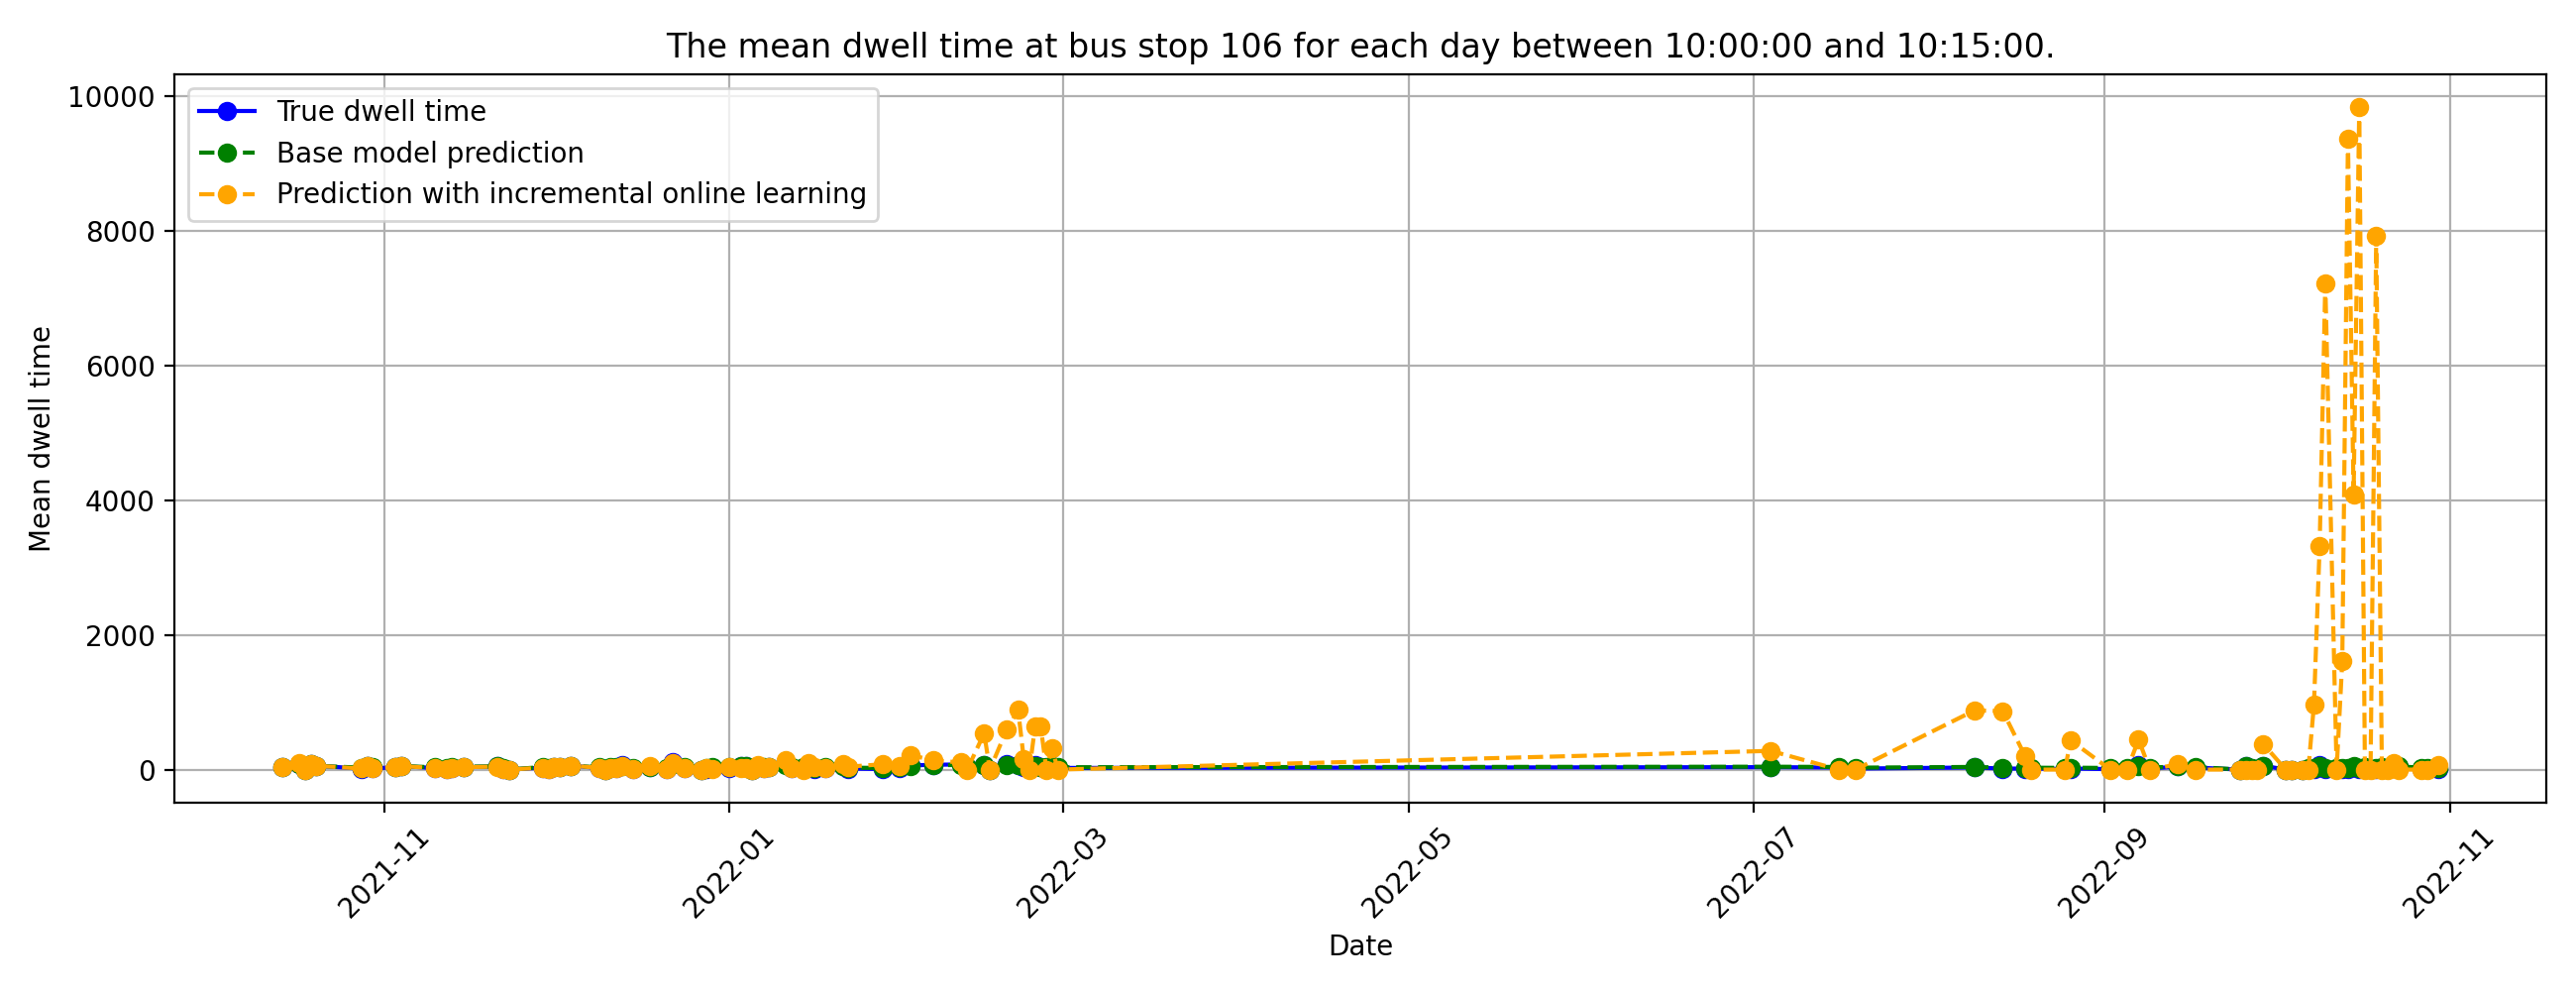 The mean dwell time at bus stop 106 for each day between 10:00:00 and 10:15:00.
True dwell time
Base model prediction
Prediction with incremental online learning
Mean dwell time
10000
8000
6000
4000
2000
0
2021-11
2022-01
2022-03
2022-05
2022-07
2022-09
2022-11
Date